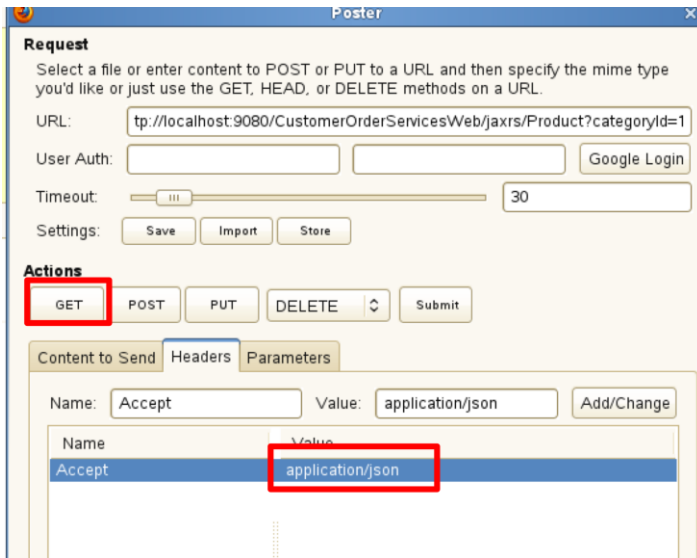 Poster
Request
Select a file or enter content to POST or PUT to a URL and then specify the mime type
you'd like or just use the GET, HEAD, or DELETE methods on a URL.
URL: tp://localhost:9080/CustomerOrderServicesWeb/jaxrs/Product?categoryId=1
User Auth: Google Login
Timeout: 30
Settings: Save Import Store
Actions
GET POST PUT DELETE Submit
Content to Send Headers Parameters
Name: Accept Value: application/json Add/Change
Name Value
Accept application/json